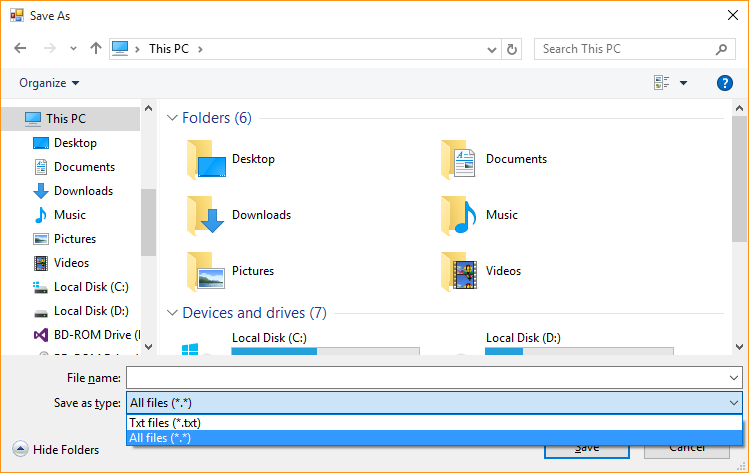 Save As
This PC
Search This PC
Organize
?
This PC
Desktop
Documents
Downloads
Music
Pictures
Videos
Local Disk (C:)
Local Disk (D:)
BD-ROM Drive (
Folders (6)
Desktop
Documents
Downloads
Music
Pictures
Videos
Devices and drives (7)
Local Disk (C:)
Local Disk (D:)
File name:
Save as type: All files (*.*)
Txt files (*.txt)
All files (*.*)
Hide Folders
Save
Cancel